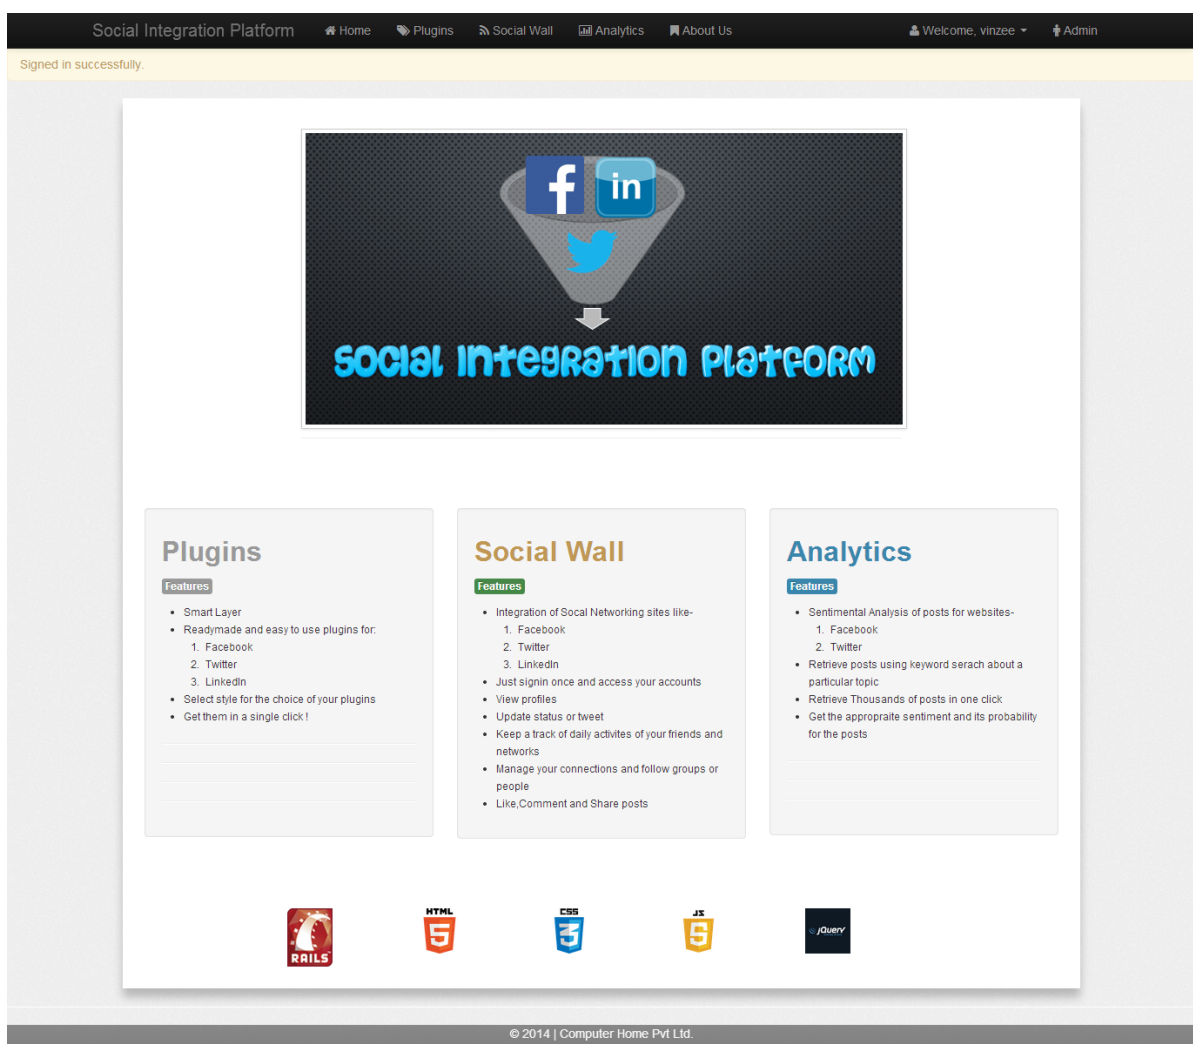 Social Integration Platform Home Plugins Social Wall Analytics About Us Welcome, vinzee Admin
Signed in successfully.
f in
Social Integration Platform
Plugins
Features
• Smart Layer
• Readymade and easy to use plugins for:
1. Facebook
2. Twitter
3. LinkedIn
• Select style for the choice of your plugins
• Get them in a single click !
Social Wall
Features
• Integration of Socal Networking sites like-
1. Facebook
2. Twitter
3. LinkedIn
• Just signin once and access your accounts
• View profiles
• Update status or tweet
• Keep a track of daily activites of your friends and
networks
• Manage your connections and follow groups or
people
• Like,Comment and Share posts
Analytics
Features
• Sentimental Analysis of posts for websites-
1. Facebook
2. Twitter
• Retrieve posts using keyword serach about a
particular topic
• Retrieve Thousands of posts in one click
• Get the appropraite sentiment and its probability
for the posts
RAILS
HTML
5
CSS
3
JS
5
jQuery
© 2014 | Computer Home Pvt Ltd.